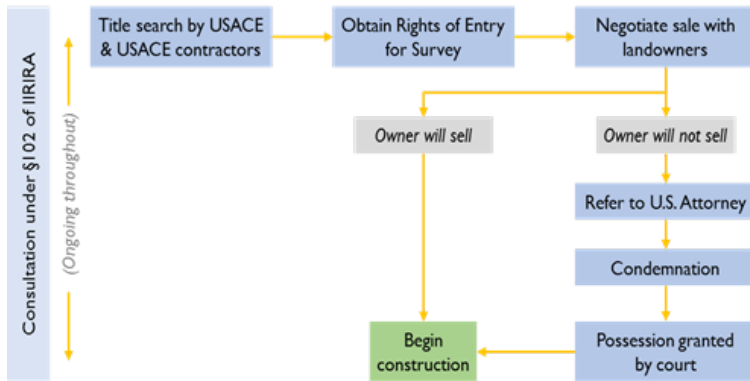 Consultation under §102 of IIRIRA
(Ongoing throughout)
Title search by USACE
& USACE contractors
Obtain Rights of Entry
for Survey
Negotiate sale with
landowners
Owner will sell
Owner will not sell
Refer to U.S. Attorney
Condemnation
Possession granted
by court
Begin
construction